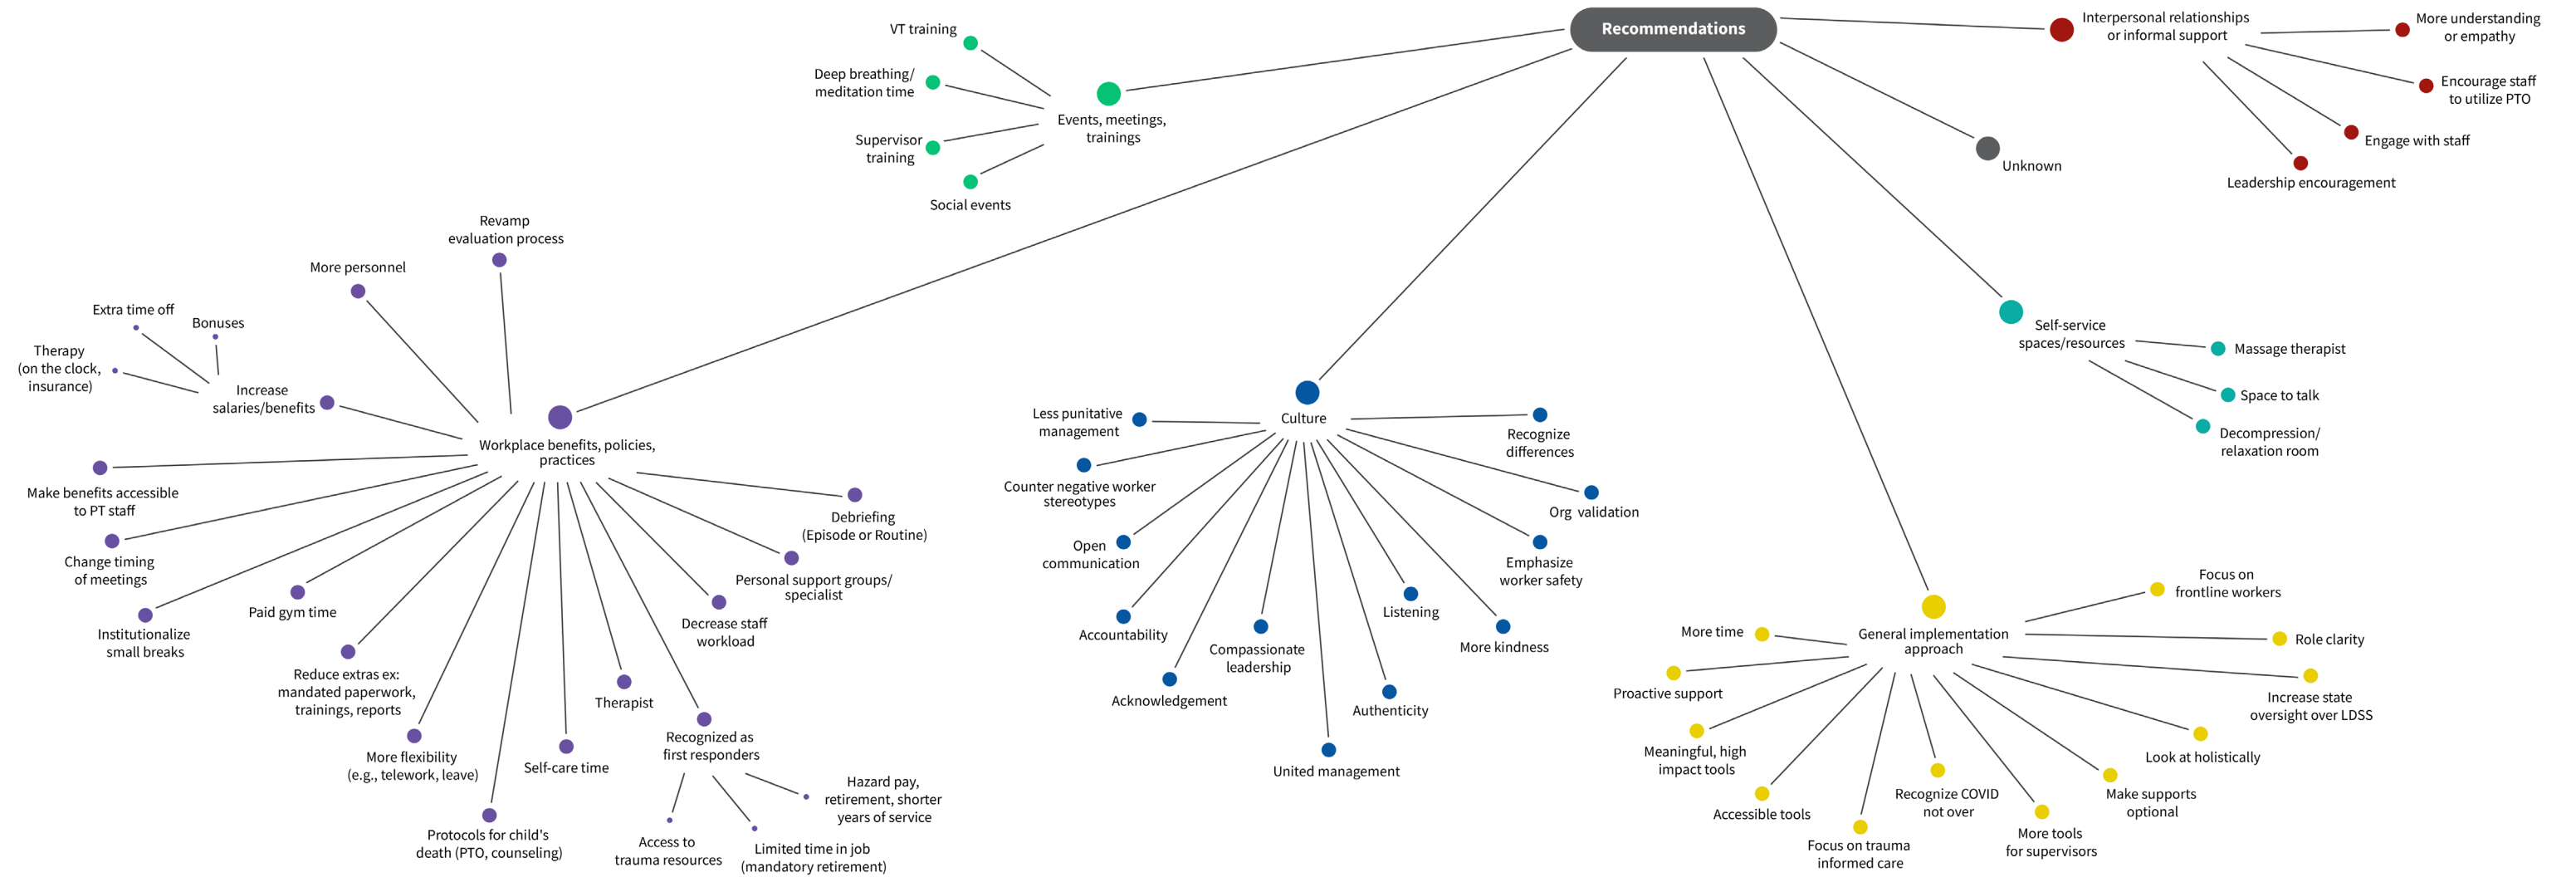 Recommendations
Interpersonal relationships
or informal support
More understanding
or empathy
Encourage staff
to utilize PTO
Engage with staff
Leadership encouragement
Unknown
Self-service
spaces/resources
Massage therapist
Space to talk
Decompression/
relaxation room
Events, meetings,
trainings
VT training
Deep breathing/
meditation time
Supervisor
training
Social events
Workplace benefits, policies,
practices
Revamp
evaluation process
More personnel
Increase
salaries/benefits
Bonuses
Extra time off
Therapy
(on the clock,
insurance)
Make benefits accessible
to PT staff
Change timing
of meetings
Institutionalize
small breaks
Paid gym time
Reduce extras ex:
mandated paperwork,
trainings, reports
More flexibility
(e.g., telework, leave)
Protocols for child's
death (PTO, counseling)
Self-care time
Therapist
Recognized as
first responders
Access to
trauma resources
Limited time in job
(mandatory retirement)
Hazard pay,
retirement, shorter
years of service
Decrease staff
workload
Personal support groups/
specialist
Debriefing
(Episode or Routine)
Culture
Less punitative
management
Counter negative worker
stereotypes
Open
communication
Accountability
Acknowledgement
Compassionate
leadership
United management
Authenticity
Listening
More kindness
Emphasize
worker safety
Org validation
Recognize
differences
General implementation
approach
More time
Proactive support
Meaningful, high
impact tools
Accessible tools
Focus on trauma
informed care
Recognize COVID
not over
More tools
for supervisors
Make supports
optional
Look at holistically
Increase state
oversight over LDSS
Role clarity
Focus on
frontline workers